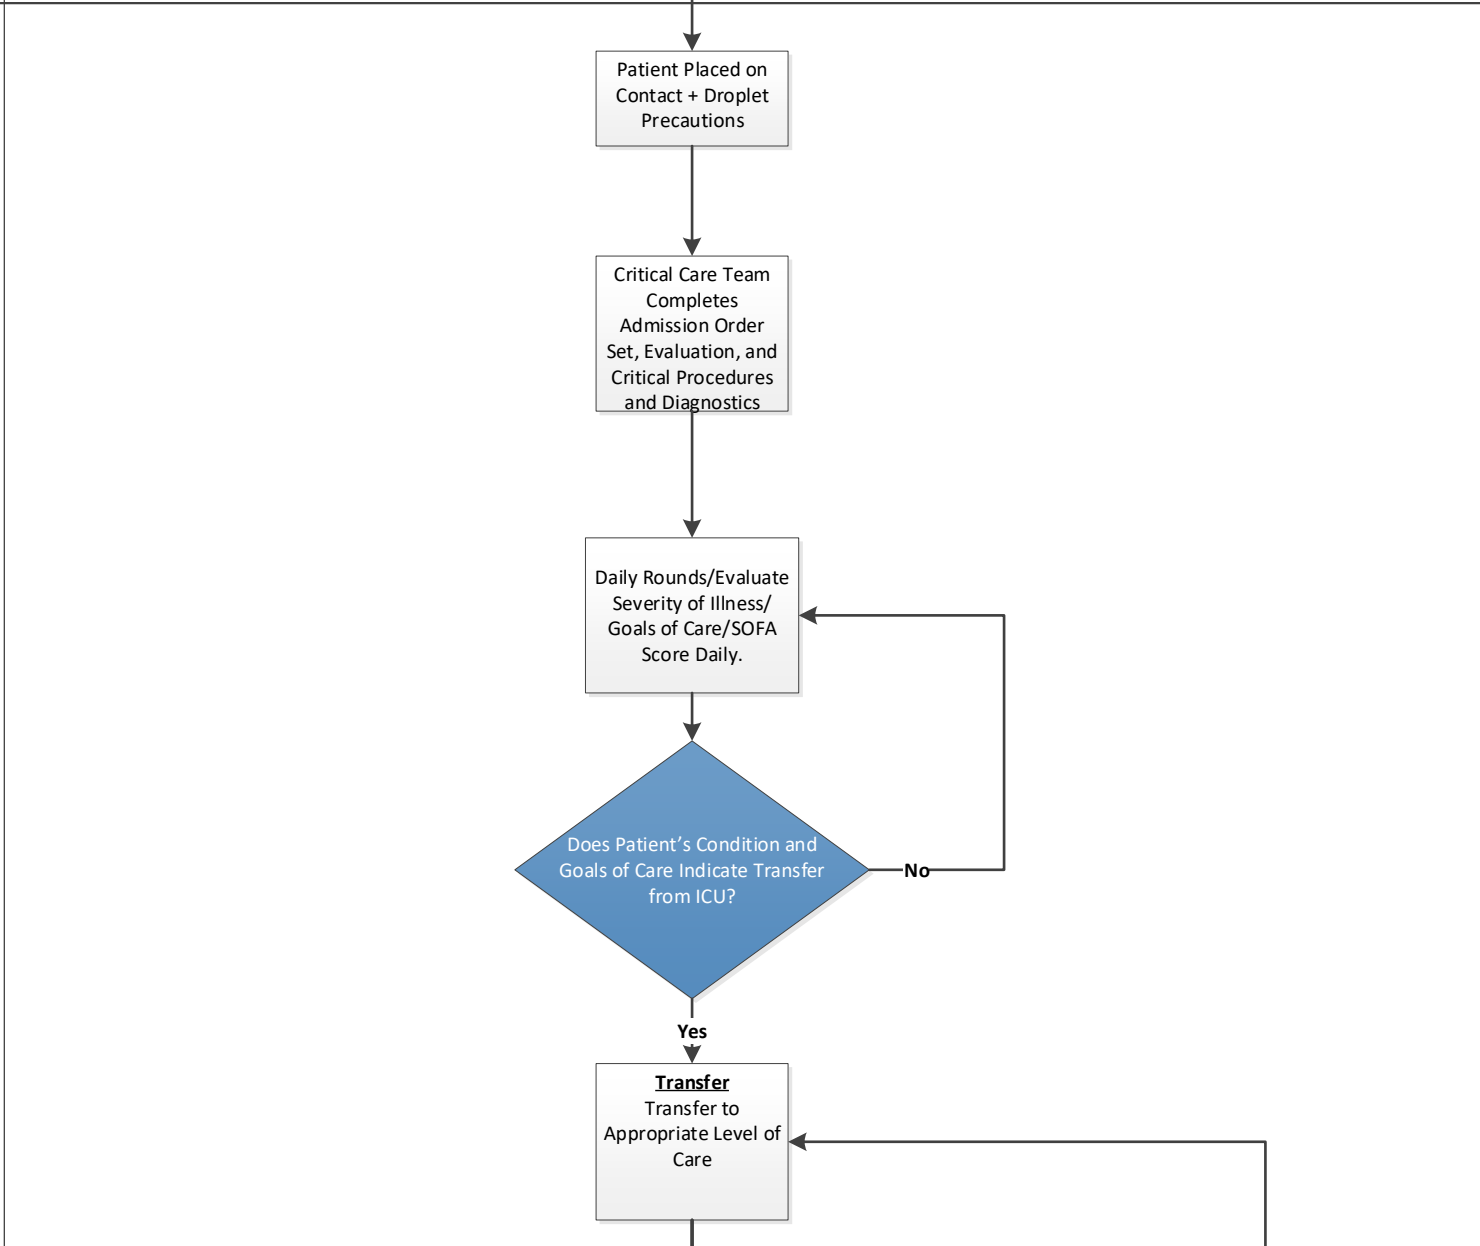 Patient Placed on
Contact + Droplet
Precautions
Critical Care Team
Completes
Admission Order
Set, Evaluation, and
Critical Procedures
and Diagnostics
Daily Rounds/Evaluate
Severity of Illness/
Goals of Care/SOFA
Score Daily.
Does Patient’s Condition and
Goals of Care Indicate Transfer
from ICU?
No
Yes
Transfer
Transfer to
Appropriate Level of
Care